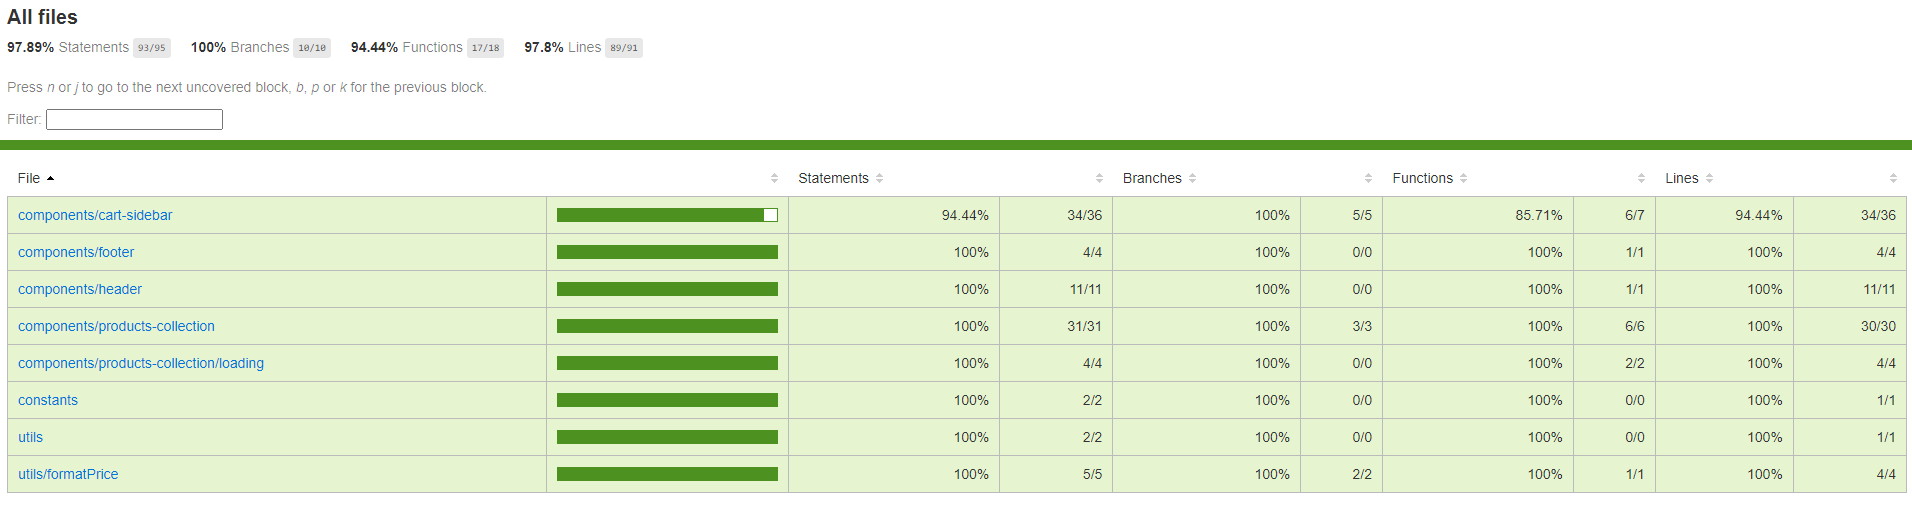 All files
97.89% Statements 93/95 100% Branches 10/10 94.44% Functions 17/18 97.8% Lines 89/91
Press n or j to go to the next uncovered block, b, p or k for the previous block.
Filter:
File Statements Branches Functions Lines
components/cart-sidebar 94.44% 34/36 100% 5/5 85.71% 6/7 94.44% 34/36
components/footer 100% 4/4 100% 0/0 100% 1/1 100% 4/4
components/header 100% 11/11 100% 0/0 100% 1/1 100% 11/11
components/products-collection 100% 31/31 100% 3/3 100% 6/6 100% 30/30
components/products-collection/loading 100% 4/4 100% 0/0 100% 2/2 100% 4/4
constants 100% 2/2 100% 0/0 100% 0/0 100% 1/1
utils 100% 2/2 100% 0/0 100% 0/0 100% 1/1
utils/formatPrice 100% 5/5 100% 2/2 100% 1/1 100% 4/4